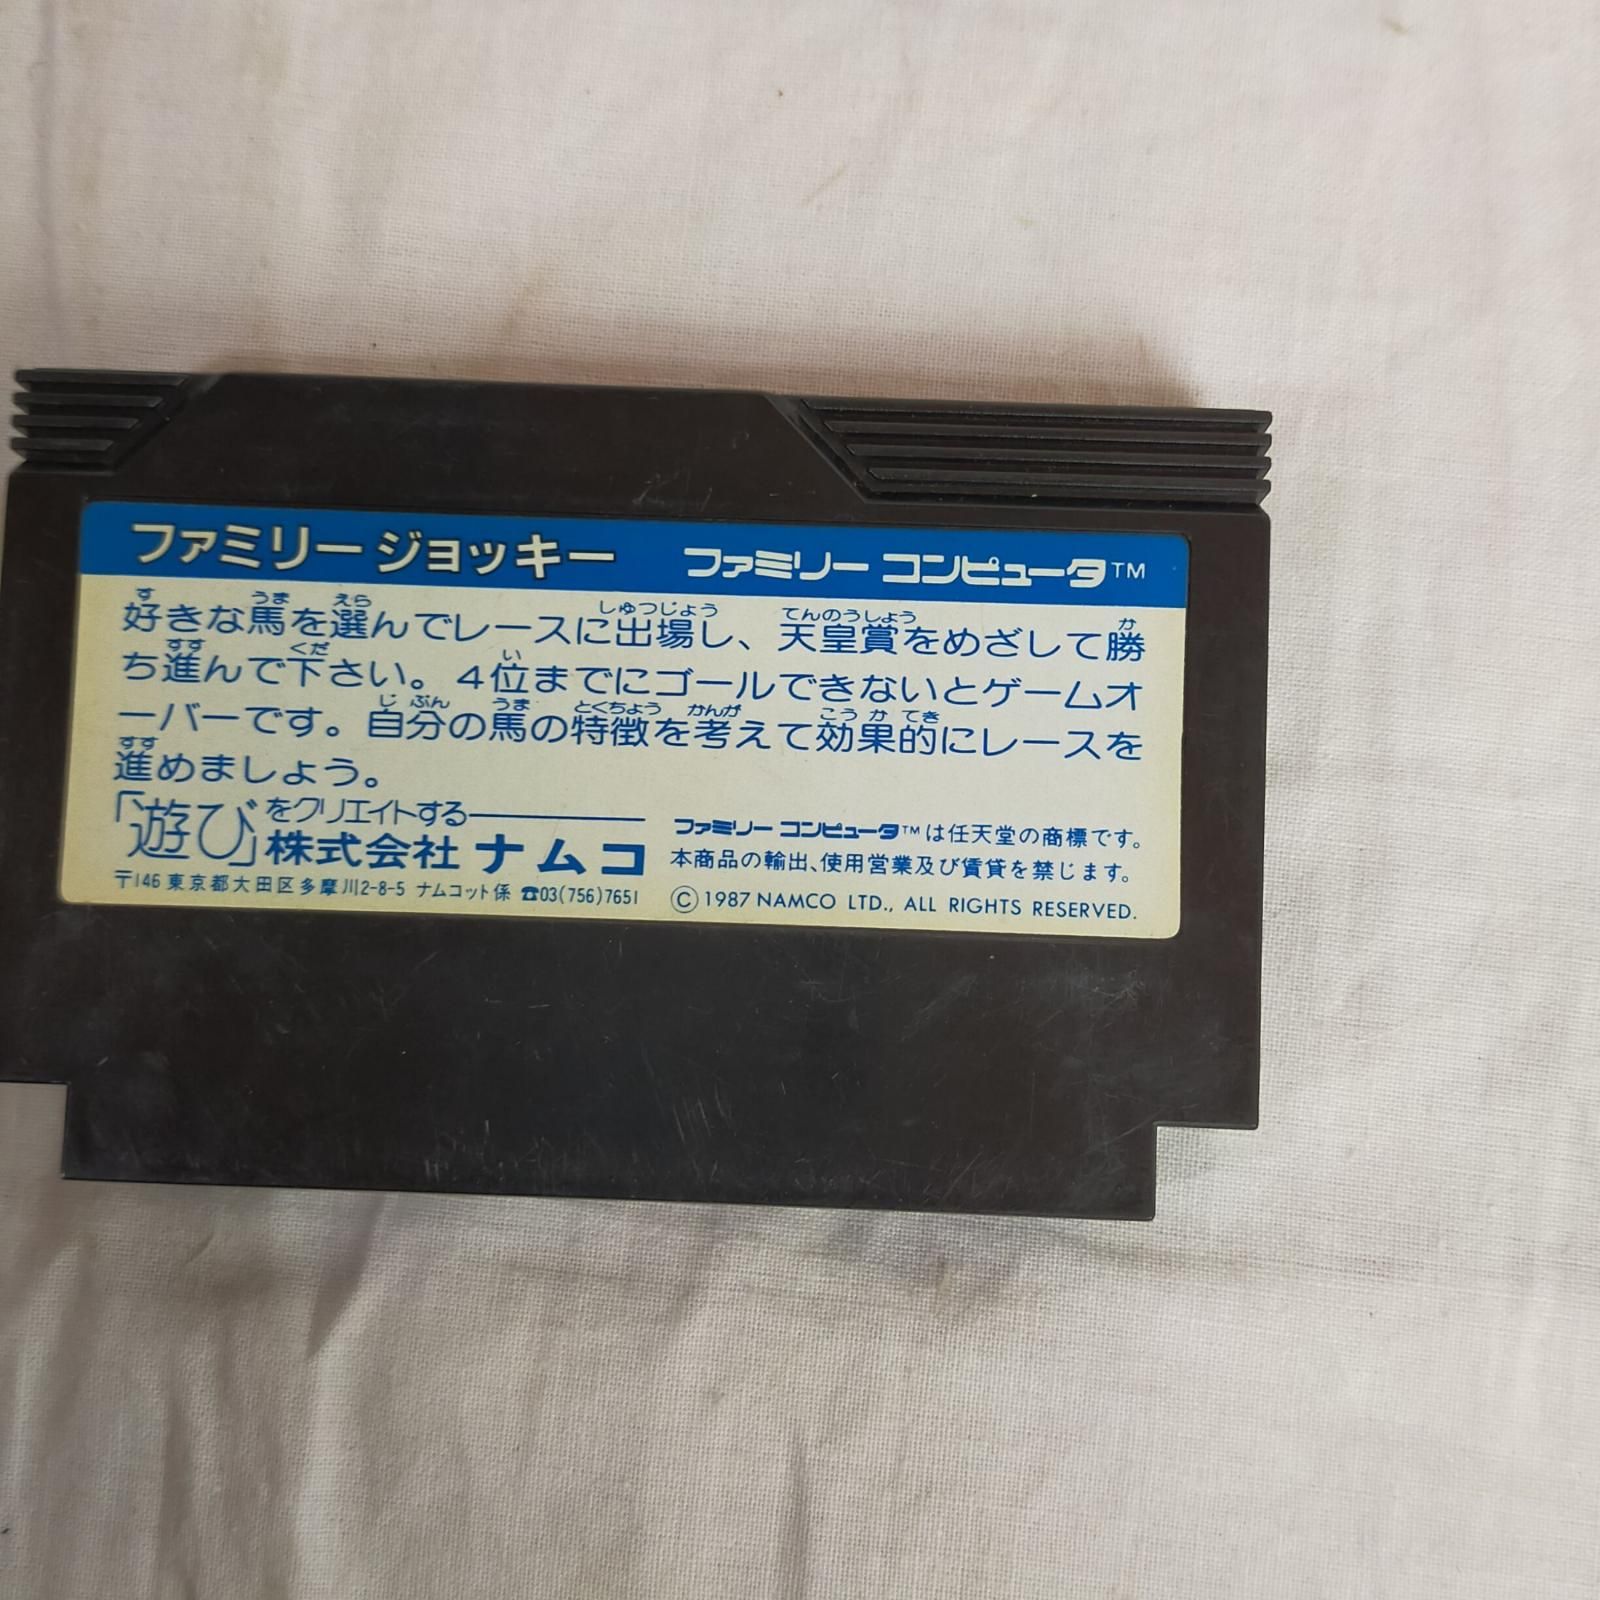 ファミリージョッキー ファミリー コンピュータ™
好きな馬を選んでレースに出場し、天皇賞をめざして勝
ち進んで下さい。4位までにゴールできないとゲームオ
ーバーです。自分の馬の特徴を考えて効果的にレースを
進めましょう。
「遊び」をクリエイトする
株式会社 ナムコ
〒146 東京都大田区多摩川2-8-5 ナムコット係 ☎03(756)7651
ファミリー コンピュータ™は任天堂の商標です。
本商品の輸出、使用営業及び賃貸を禁じます。
©1987 NAMCO LTD., ALL RIGHTS RESERVED.